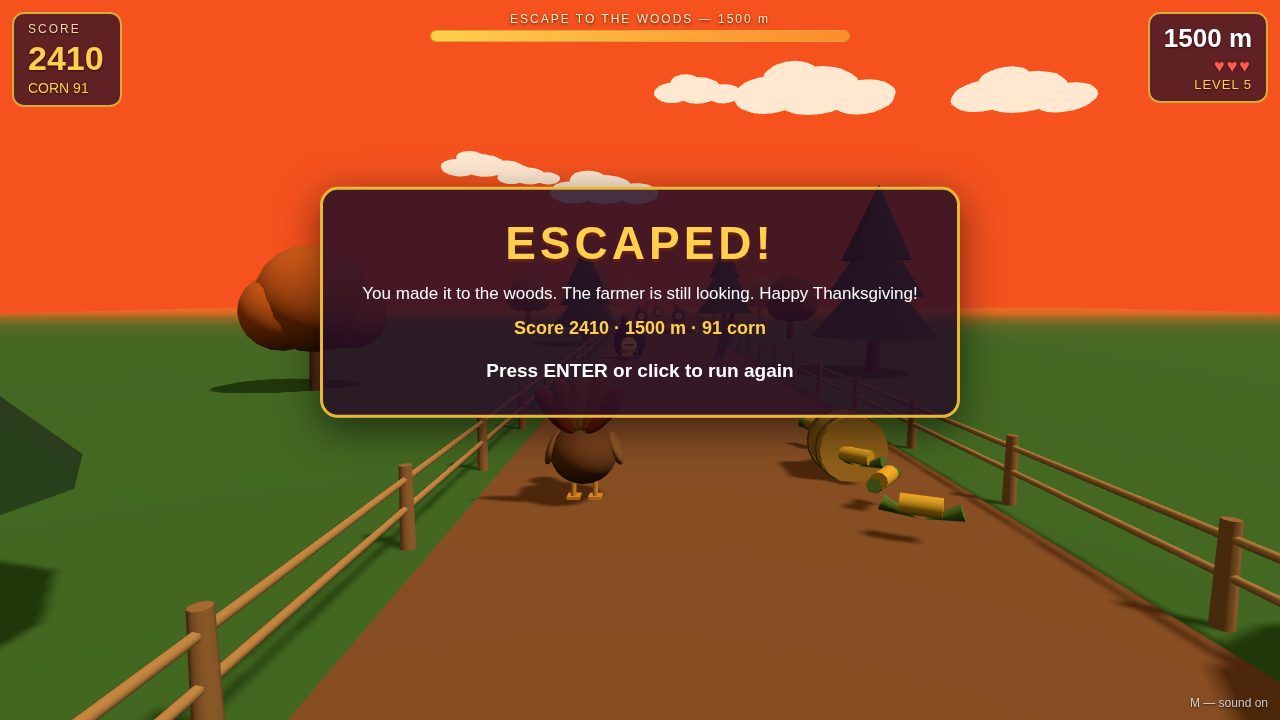 SCORE
2410
CORN 91
ESCAPE TO THE WOODS — 1500 m
1500 m
♥♥♥
LEVEL 5
ESCAPED!
You made it to the woods. The farmer is still looking. Happy Thanksgiving!
Score 2410 · 1500 m · 91 corn
Press ENTER or click to run again
M — sound on